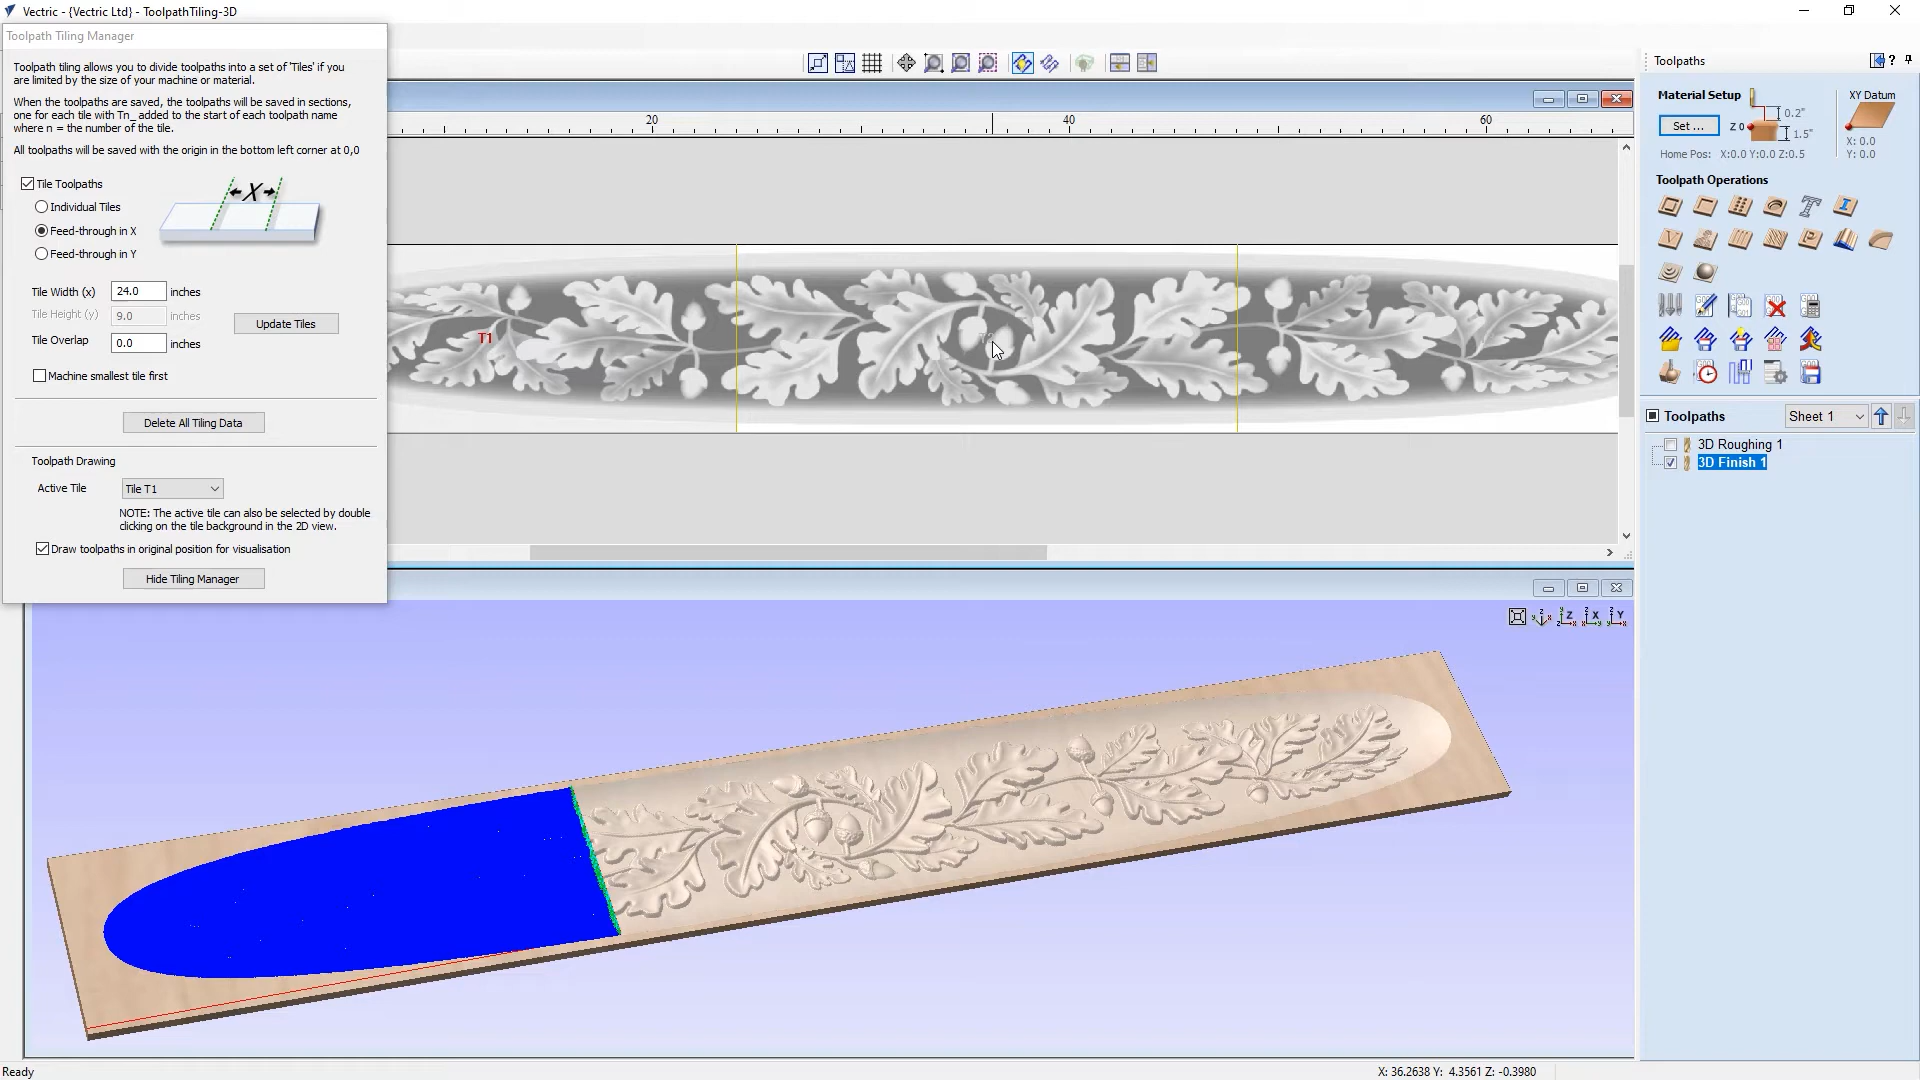 Vectric - {Vectric Ltd} - ToolpathTiling-3D
Toolpath Tiling Manager
Toolpath tiling allows you to divide toolpaths into a set of 'Tiles' if you
are limited by the size of your machine or material.
When the toolpaths are saved, the toolpaths will be saved in sections,
one for each tile with Tn_ added to the start of each toolpath name
where n = the number of the tile.
All toolpaths will be saved with the origin in the bottom left corner at 0,0
Tile Toolpaths
Individual Tiles
Feed-through in X
Feed-through in Y
X
Tile Width (x) 24.0 inches
Tile Height (y) 9.0 inches
Update Tiles
Tile Overlap 0.0 inches
Machine smallest tile first
Delete All Tiling Data
Toolpath Drawing
Active Tile Tile T1
NOTE: The active tile can also be selected by double
clicking on the tile background in the 2D view.
Draw toolpaths in original position for visualisation
Hide Tiling Manager
20 40 60
T1
Toolpaths
Material Setup
Set ...
Z 0
0.2"
1.5"
XY Datum
X: 0.0
Y: 0.0
Home Pos: X:0.0 Y:0.0 Z:0.5
Toolpath Operations
Toolpaths Sheet 1
3D Roughing 1
3D Finish 1
Ready
X: 36.2638 Y: 4.3561 Z: -0.3980